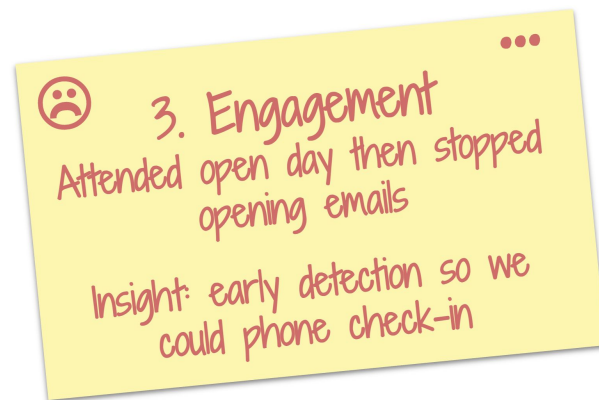 3. Engagement
Attended open day then stopped
opening emails
Insight: early detection so we
could phone check-in